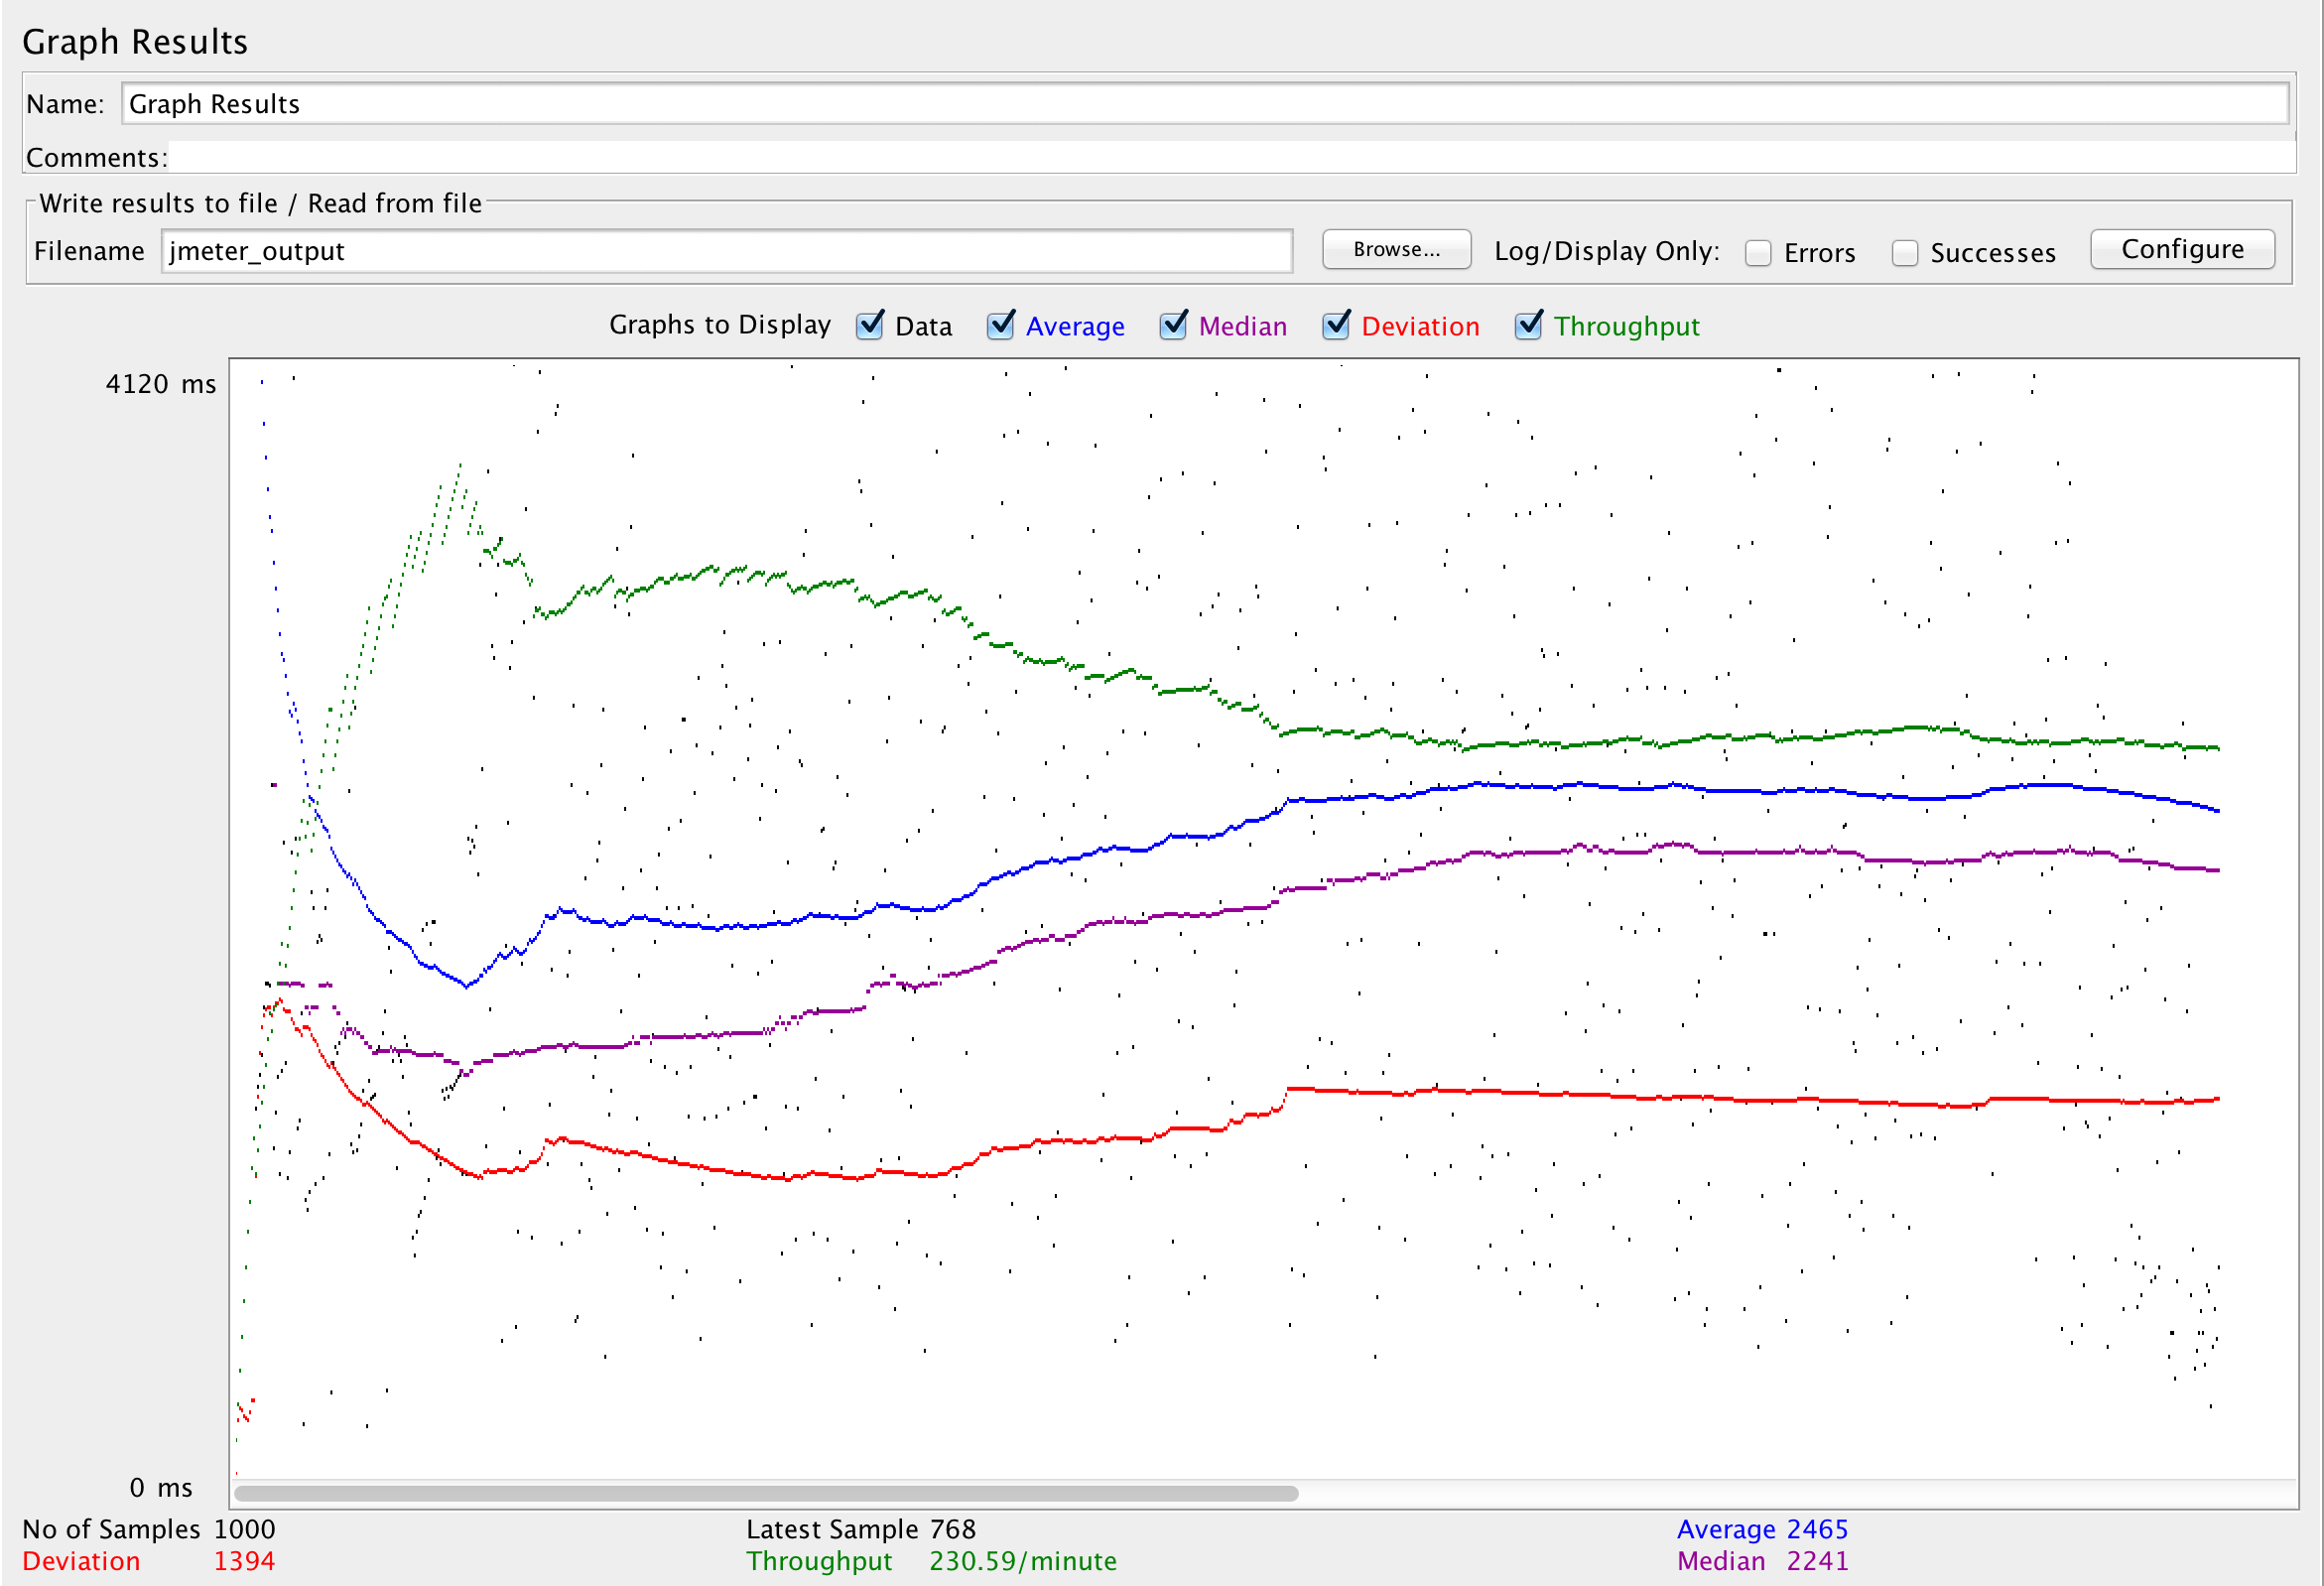 Graph Results
Name: Graph Results
Comments:
Write results to file / Read from file
Filename jmeter_output Browse... Log/Display Only: Errors Successes Configure
Graphs to Display Data Average Median Deviation Throughput
4120 ms
0 ms
No of Samples 1000 Latest Sample 768 Average 2465
Deviation 1394 Throughput 230.59/minute Median 2241